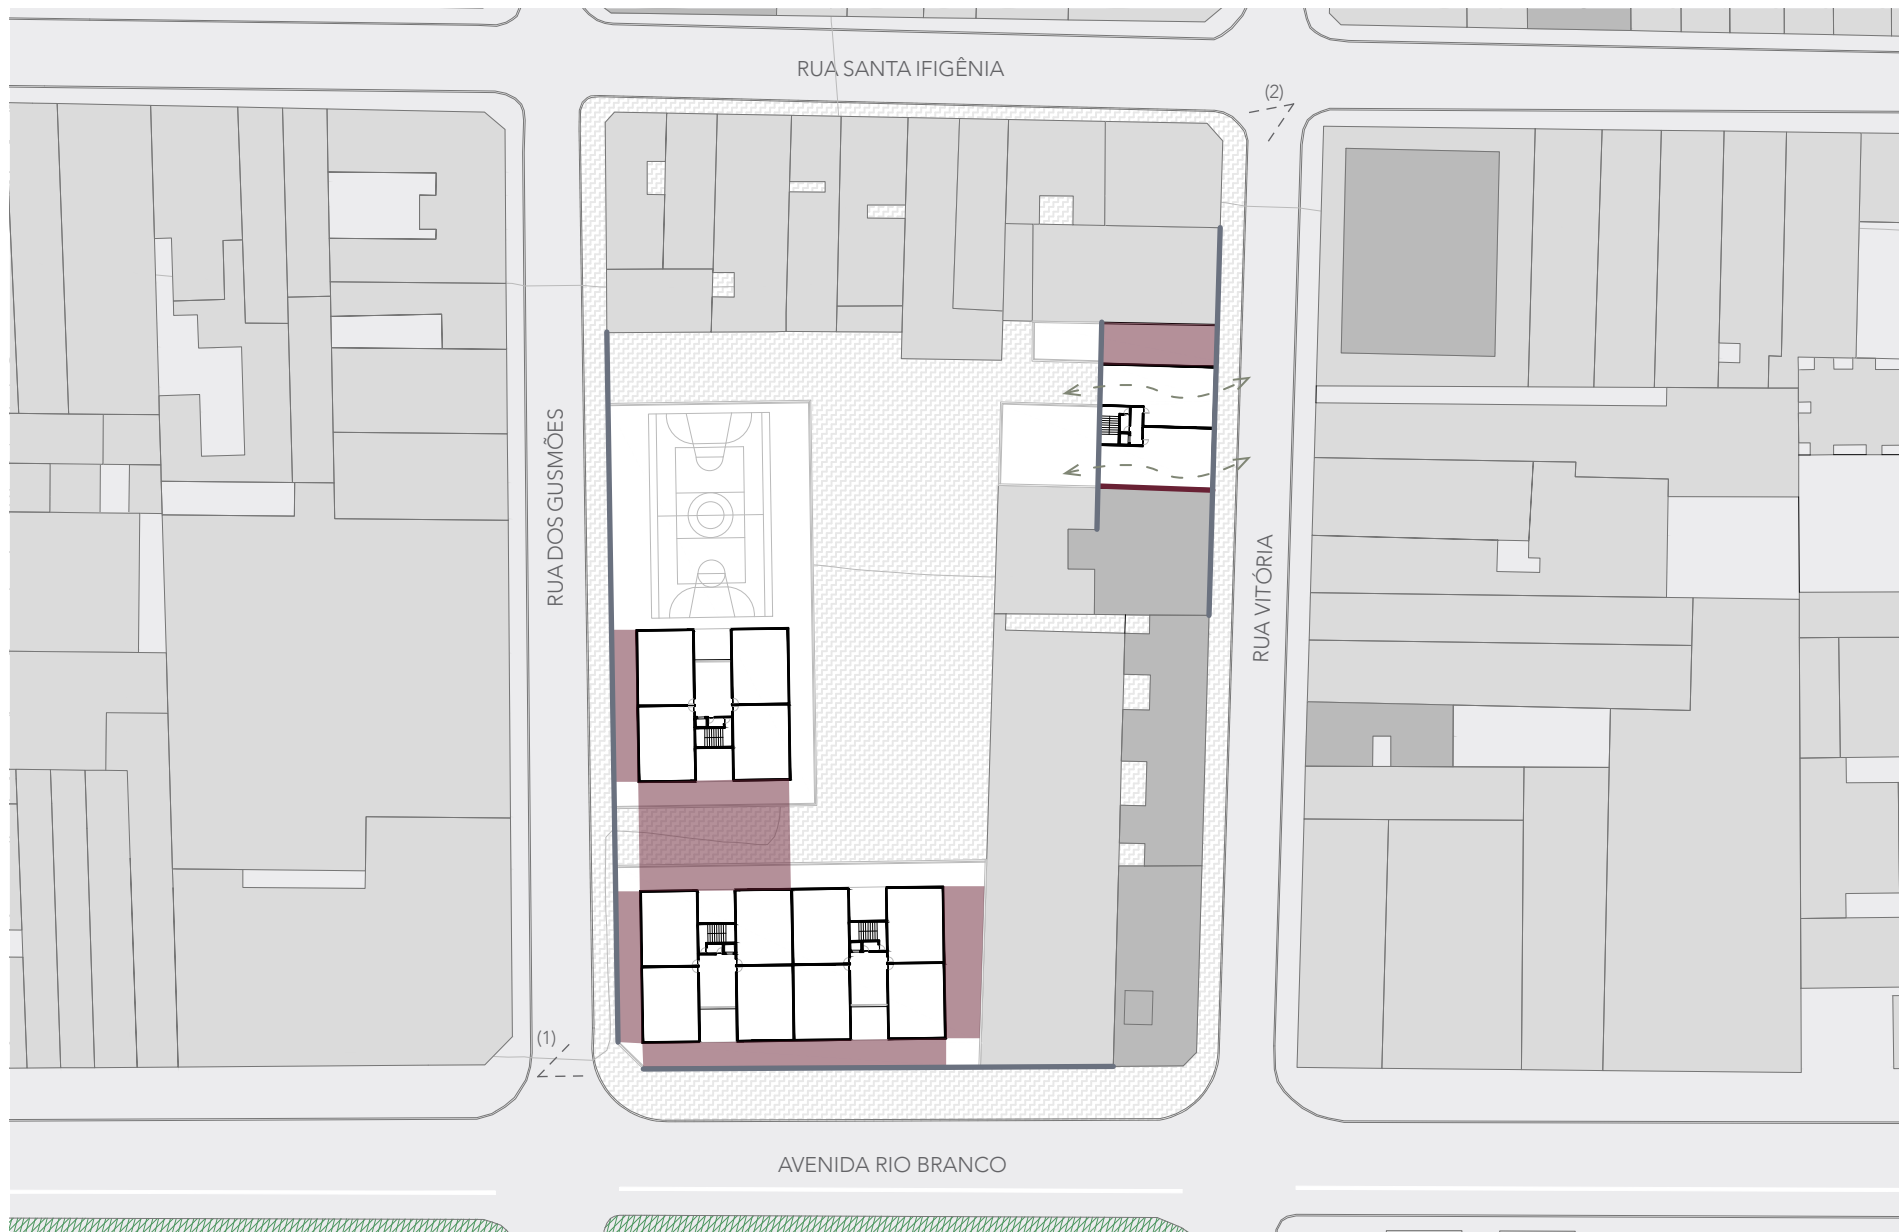 RUA SANTA IFIGÊNIA
(2)
RUA DOS GUSMÕES
RUA VITÓRIA
(1)
AVENIDA RIO BRANCO